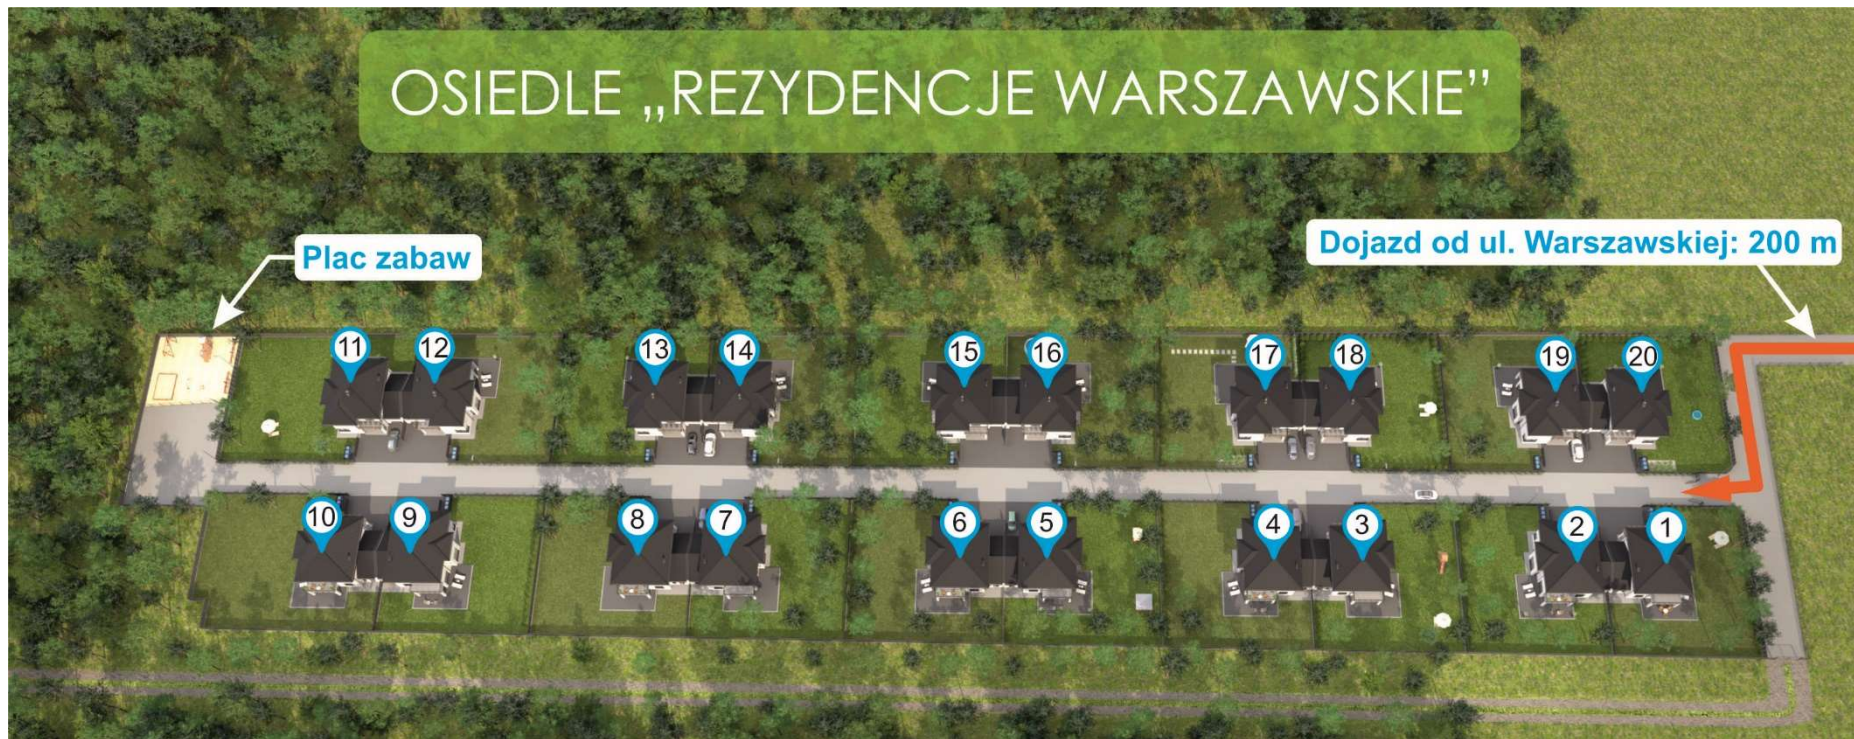 OSIEDLE „REZYDENCJE WARSZAWSKIE”
Dojazd od ul. Warszawskiej: 200 m
Plac zabaw
11 12 13 14 15 16 17 18 19 20
10 9 8 7 6 5 4 3 2 1